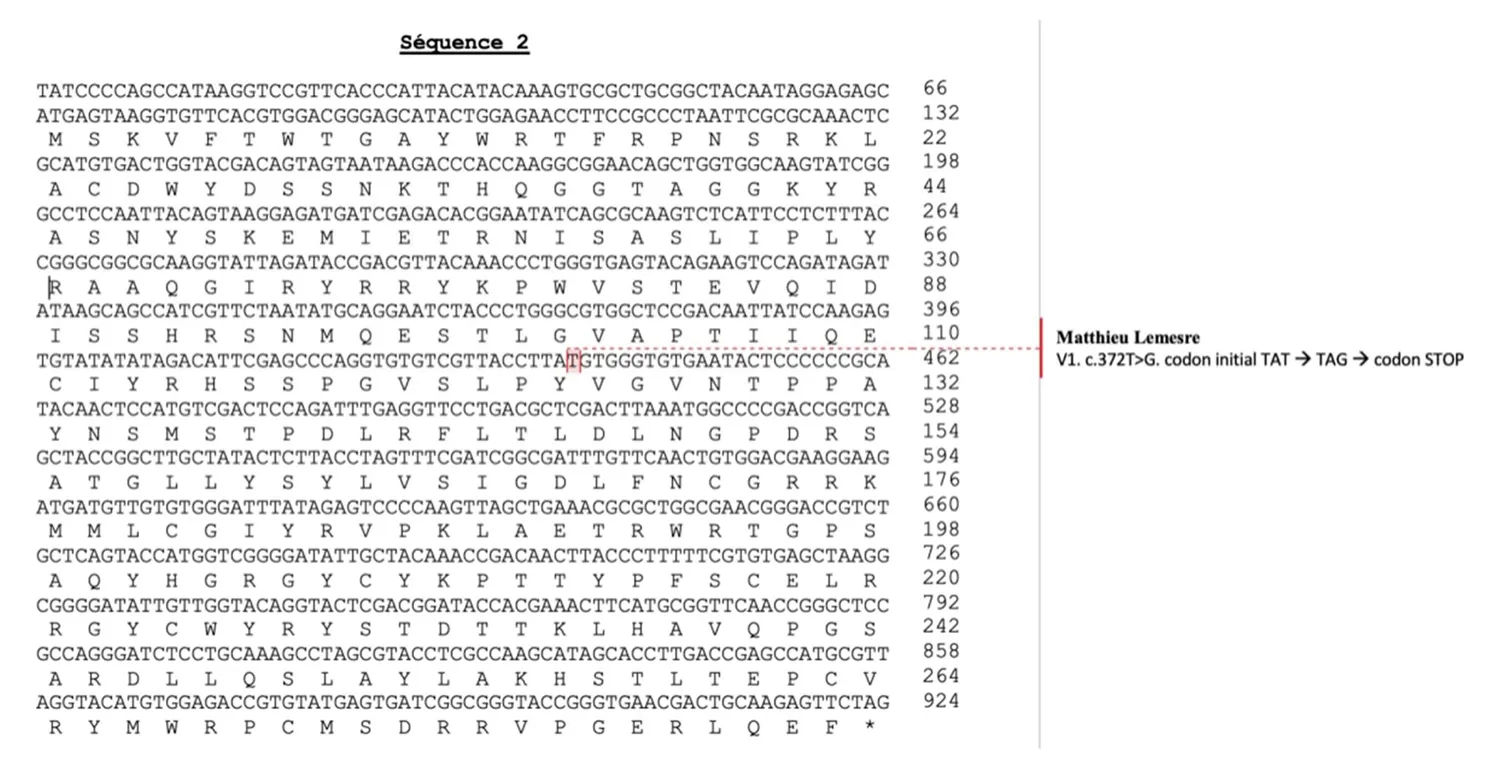 Séquence 2
TATCCCCAGCCATAAGGTCCGTTCACCCATTACATACAAAGTGCGCTGCGGCTACAATAGGAGAGC 66
ATGAGTAAGGTGTTCACGTGGACGGGAGCATACTGGAGAACCTTCCGCCCTAATTCGCGCAAACTC 132
M S K V F T W T G A Y W R T F R P N S R K L 22
GCATGTGACTGGTACGACAGTAGTAATAAGACCCACCAAGGCGGAACAGCTGGTGGCAAGTATCGG 198
A C D W Y D S S N K T H Q G G T A G G K Y R 44
GCCTCCAATTACAGTAAGGAGATGATCGAGACACGGAATATCAGCGCAAGTCTCATTCCTCTTTAC 264
A S N Y S K E M I E T R N I S A S L I P L Y 66
CGGGCGGCGCAAGGTATTAGATACCGACGTTACAAACCCTGGGTGAGTACAGAAGTCCAGATAGAT 330
R A A Q G I R Y R R Y K P W V S T E V Q I D 88
ATAAGCAGCCATCGTTCTAATATGCAGGAATCTACCCTGGGCGTGGCTCCGACAATTATCCAAGAG 396
I S S H R S N M Q E S T L G V A P T I I Q E 110
TGTATATATAGACATTCGAGCCCAGGTGTGTCGTTACCTTATGTGGGTGTGAATACTCCCCCCGCA 462
C I Y R H S S P G V S L P Y V G V N T P P A 132
TACAACTCCATGTCGACTCCAGATTTGAGGTTCCTGACGCTCGACTTAAATGGCCCCGACCGGTCA 528
Y N S M S T P D L R F L T L D L N G P D R S 154
GCTACCGGCTTGCTATACTCTTACCTAGTTTCGATCGGCGATTTGTTCAACTGTGGACGAAGGAAG 594
A T G L L Y S Y L V S I G D L F N C G R R K 176
ATGATGTTGTGTGGGATTTATAGAGTCCCCAAGTTAGCTGAAACGCGCTGGCGAACGGGACCGTCT 660
M M L C G I Y R V P K L A E T R W R T G P S 198
GCTCAGTACCATGGTCGGGGATATTGCTACAAACCGACAACTTACCCTTTTTCGTGTGAGCTAAGG 726
A Q Y H G R G Y C Y K P T T Y P F S C E L R 220
CGGGGATATTGTTGGTACAGGTACTCGACGGATACCACGAAACTTCATGCGGTTCAACCGGGCTCC 792
R G Y C W Y R Y S T D T T K L H A V Q P G S 242
GCCAGGGATCTCCTGCAAAGCCTAGCGTACCTCGCCAAGCATAGCACCTTGACCGAGCCATGCGTT 858
A R D L L Q S L A Y L A K H S T L T E P C V 264
AGGTACATGTGGAGACCGTGTATGAGTGATCGGCGGGTACCGGGTGAACGACTGCAAGAGTTCTAG 924
R Y M W R P C M S D R R V P G E R L Q E F *
Matthieu Lemesre
V1. c.372T>G. codon initial TAT → TAG → codon STOP